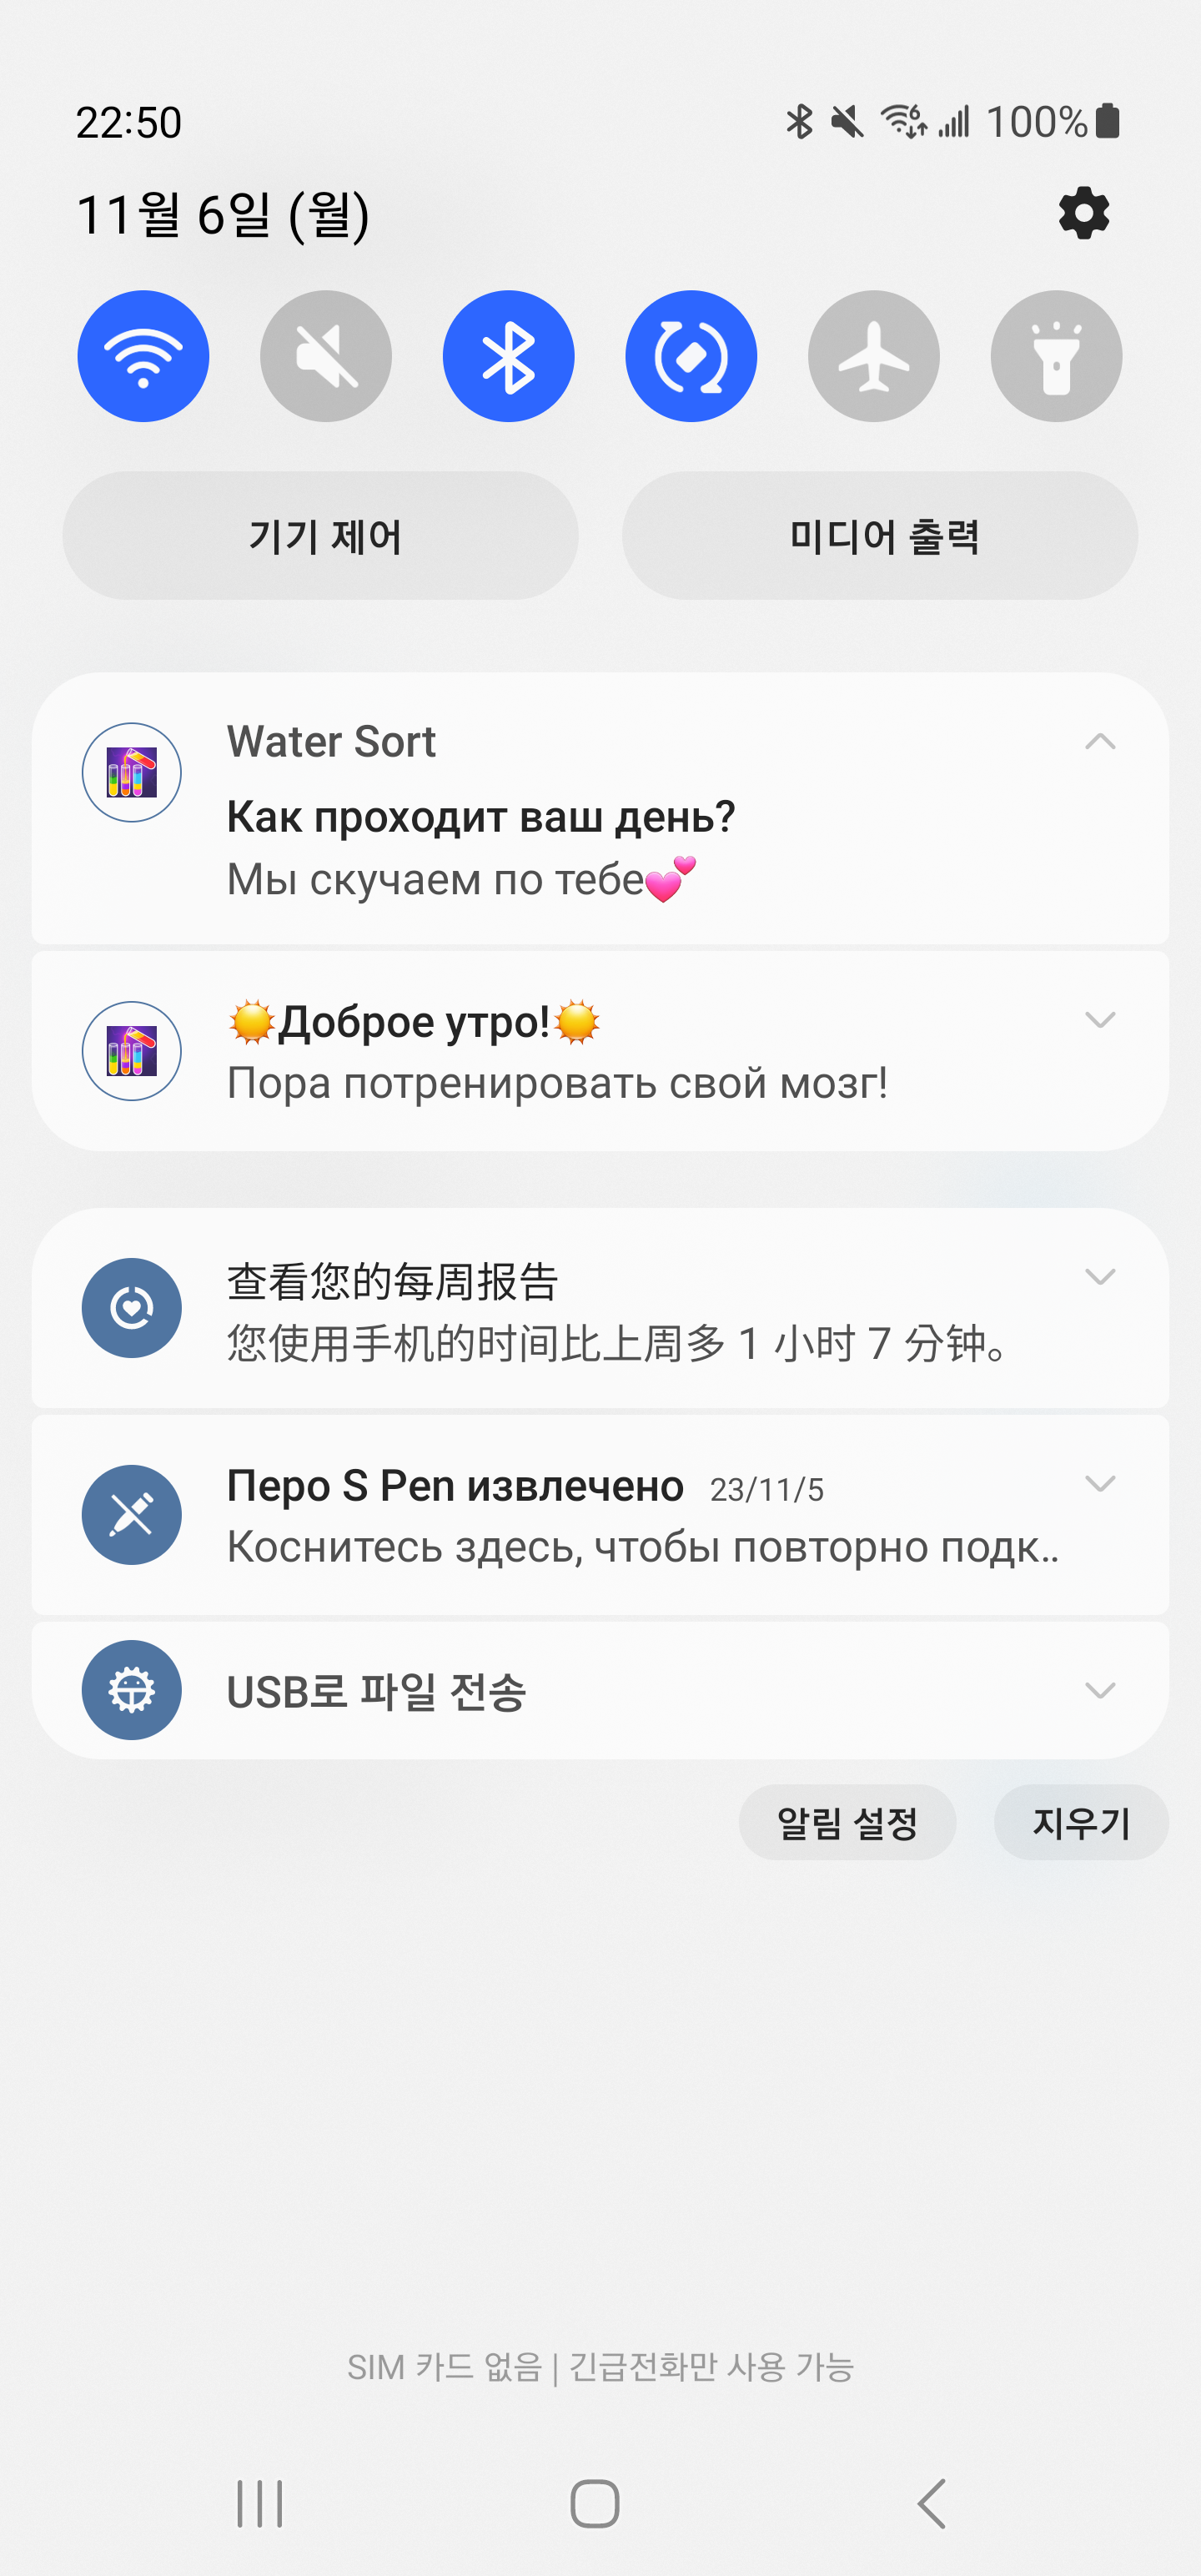 22:50
100%
11월 6일 (월)
기기 제어
미디어 출력
Water Sort
Как проходит ваш день?
Мы скучаем по тебе💕
☀️Доброе утро!☀️
Пора потренировать свой мозг!
查看您的每周报告
您使用手机的时间比上周多 1 小时 7 分钟。
Перо S Pen извлечено 23/11/5
Коснитесь здесь, чтобы повторно подк..
USB로 파일 전송
알림 설정
지우기
SIM 카드 없음 | 긴급전화만 사용 가능